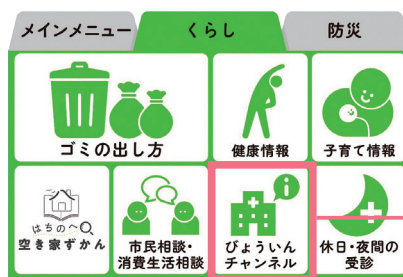 メインメニュー
くらし
防災
ゴミの出し方
健康情報
子育て情報
はちのへ
空き家ずかん
市民相談・
消費生活相談
びょういん
チャンネル
休日・夜間の
受診